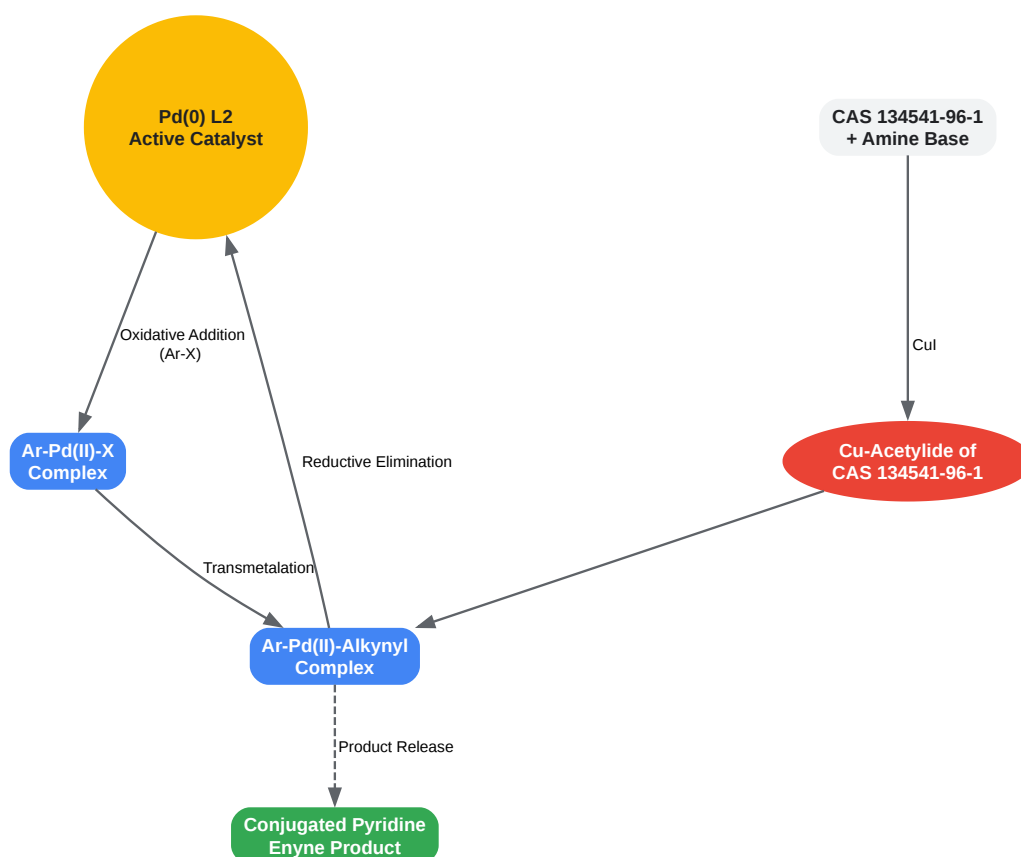 Pd(0) L2
Active Catalyst
CAS 134541-96-1
+ Amine Base
Oxidative Addition
(Ar-X)
CuI
Ar-Pd(II)-X
Complex
Reductive Elimination
Cu-Acetylide of
CAS 134541-96-1
Transmetalation
Ar-Pd(II)-Alkynyl
Complex
Product Release
Conjugated Pyridine
Enyne Product